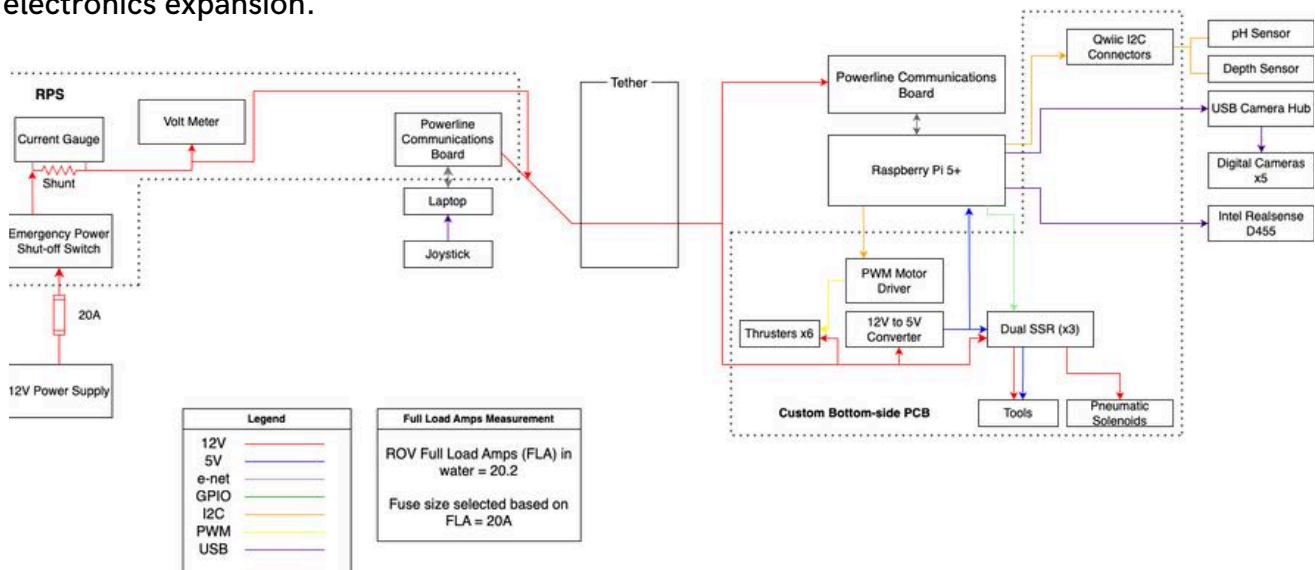 electronics expansion.
RPS
Current Gauge
Shunt
Volt Meter
Emergency Power
Shut-off Switch
20A
12V Power Supply
Powerline
Communications
Board
Laptop
Joystick
Tether
Powerline Communications
Board
Raspberry Pi 5+
Qwiic I2C
Connectors
pH Sensor
Depth Sensor
USB Camera Hub
Digital Cameras
x5
Intel Realsense
D455
PWM Motor
Driver
Thrusters x6
12V to 5V
Converter
Dual SSR (x3)
Custom Bottom-side PCB
Tools
Pneumatic
Solenoids
Legend
12V
5V
e-net
GPIO
I2C
PWM
USB
Full Load Amps Measurement
ROV Full Load Amps (FLA) in
water = 20.2
Fuse size selected based on
FLA = 20A